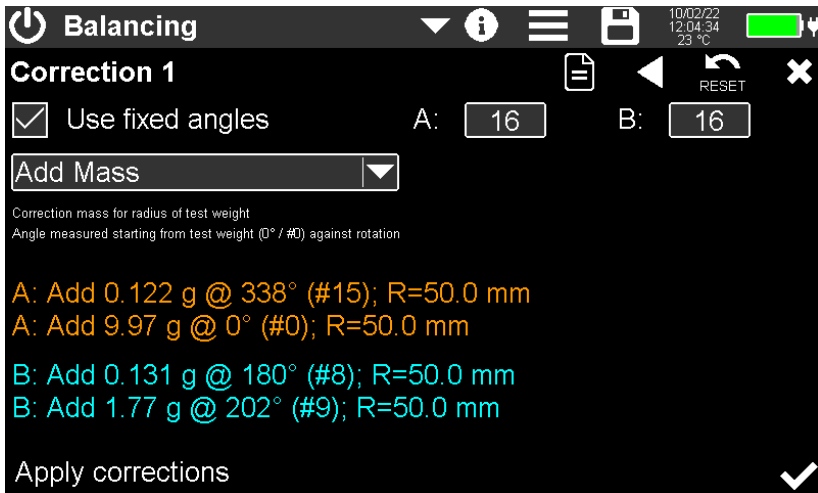 Balancing
10/02/22
12:04:34
23 °C
Correction 1
RESET
Use fixed angles A: 16 B: 16
Add Mass
Correction mass for radius of test weight
Angle measured starting from test weight (0° / #0) against rotation
A: Add 0.122 g @ 338° (#15); R=50.0 mm
A: Add 9.97 g @ 0° (#0); R=50.0 mm
B: Add 0.131 g @ 180° (#8); R=50.0 mm
B: Add 1.77 g @ 202° (#9); R=50.0 mm
Apply corrections